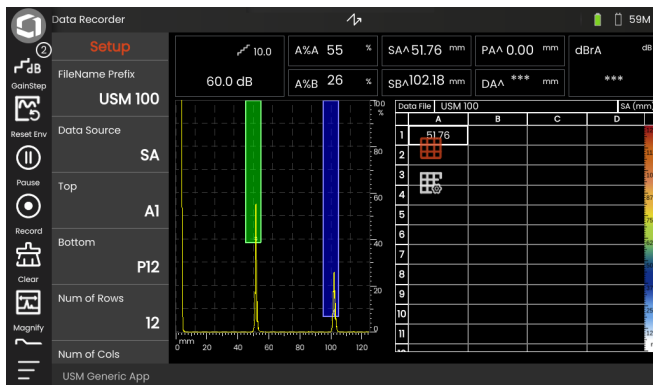 Data Recorder
59M
2
dB
GainStep
Reset Env
Pause
Record
Clear
Magnify
Setup
FileName Prefix
USM 100
Data Source
SA
Top
A1
Bottom
P12
Num of Rows
12
Num of Cols
USM Generic App
10.0
60.0 dB
A%A 55 %
A%B 26 %
SA^ 51.76 mm
SB^ 102.18 mm
PA^ 0.00 mm
DA^ *** mm
dBrA dB
***
100
%
80
60
40
20
0
mm
0 20 40 60 80 100 120
Data File USM 100 SA (mm)
A B C D
1 51.76
2
3
4
5
6
7
8
9
10
11